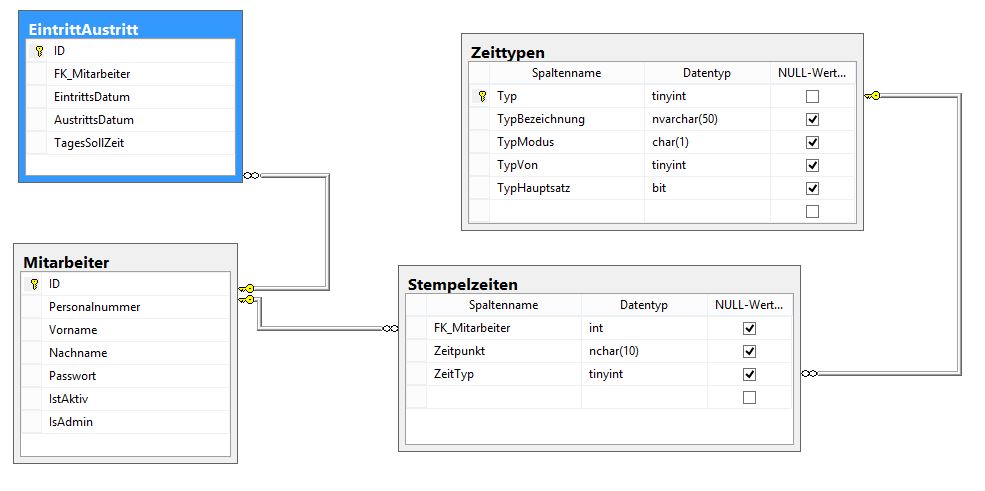 EintrittAustritt
ID
FK_Mitarbeiter
EintrittsDatum
AustrittsDatum
TagesSollZeit
Zeittypen
Spaltenname Datentyp NULL-Wert...
Typ tinyint
TypBezeichnung nvarchar(50)
TypModus char(1)
TypVon tinyint
TypHauptsatz bit
Mitarbeiter
ID
Personalnummer
Vorname
Nachname
Passwort
IstAktiv
IsAdmin
Stempelzeiten
Spaltenname Datentyp NULL-Wert...
FK_Mitarbeiter int
Zeitpunkt nchar(10)
ZeitTyp tinyint